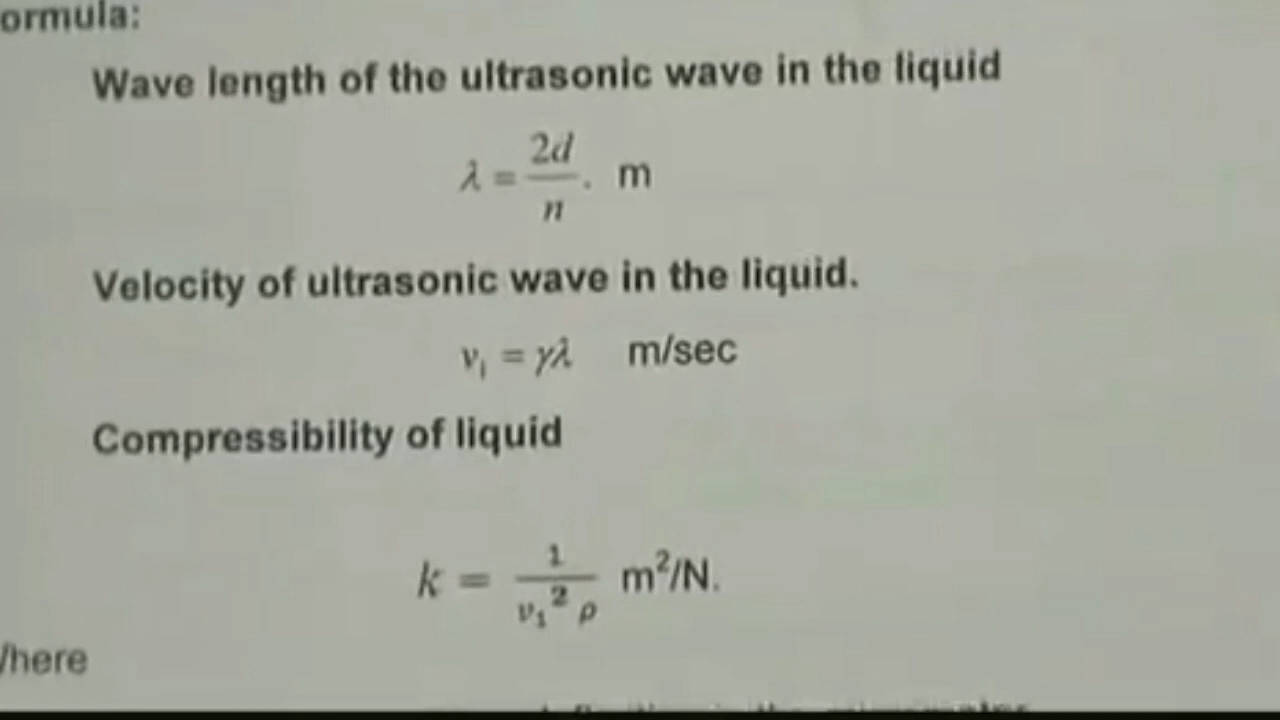 ormula:
Wave length of the ultrasonic wave in the liquid
λ = 2d/n . m
Velocity of ultrasonic wave in the liquid.
v₁ = γλ m/sec
Compressibility of liquid
k = 1/v₁² ρ m²/N.
here